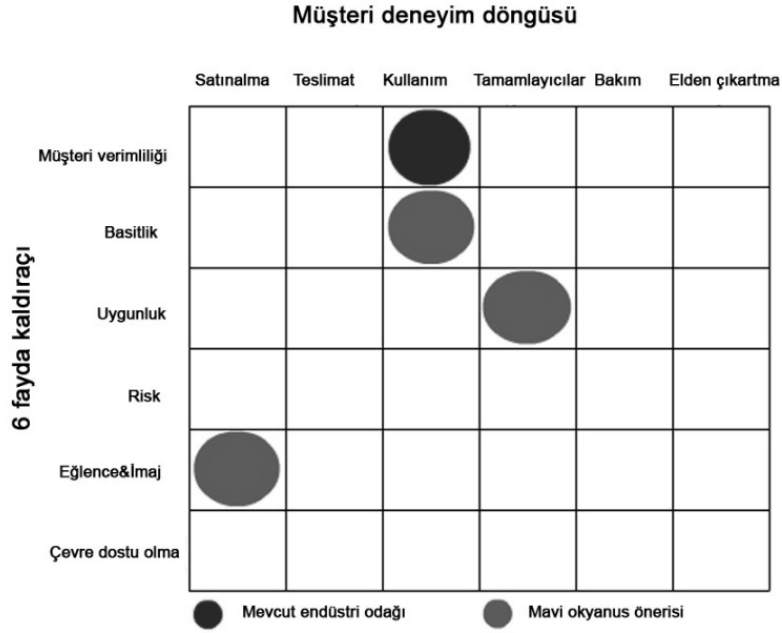 Müşteri deneyim döngüsü
Satınalma Teslimat Kullanım Tamamlayıcılar Bakım Elden çıkartma
6 fayda kaldıraçı
Müşteri verimliliği
Basitlik
Uygunluk
Risk
Eğlence&İmaj
Çevre dostu olma
Mevcut endüstri odağı Mavi okyanus önerisi